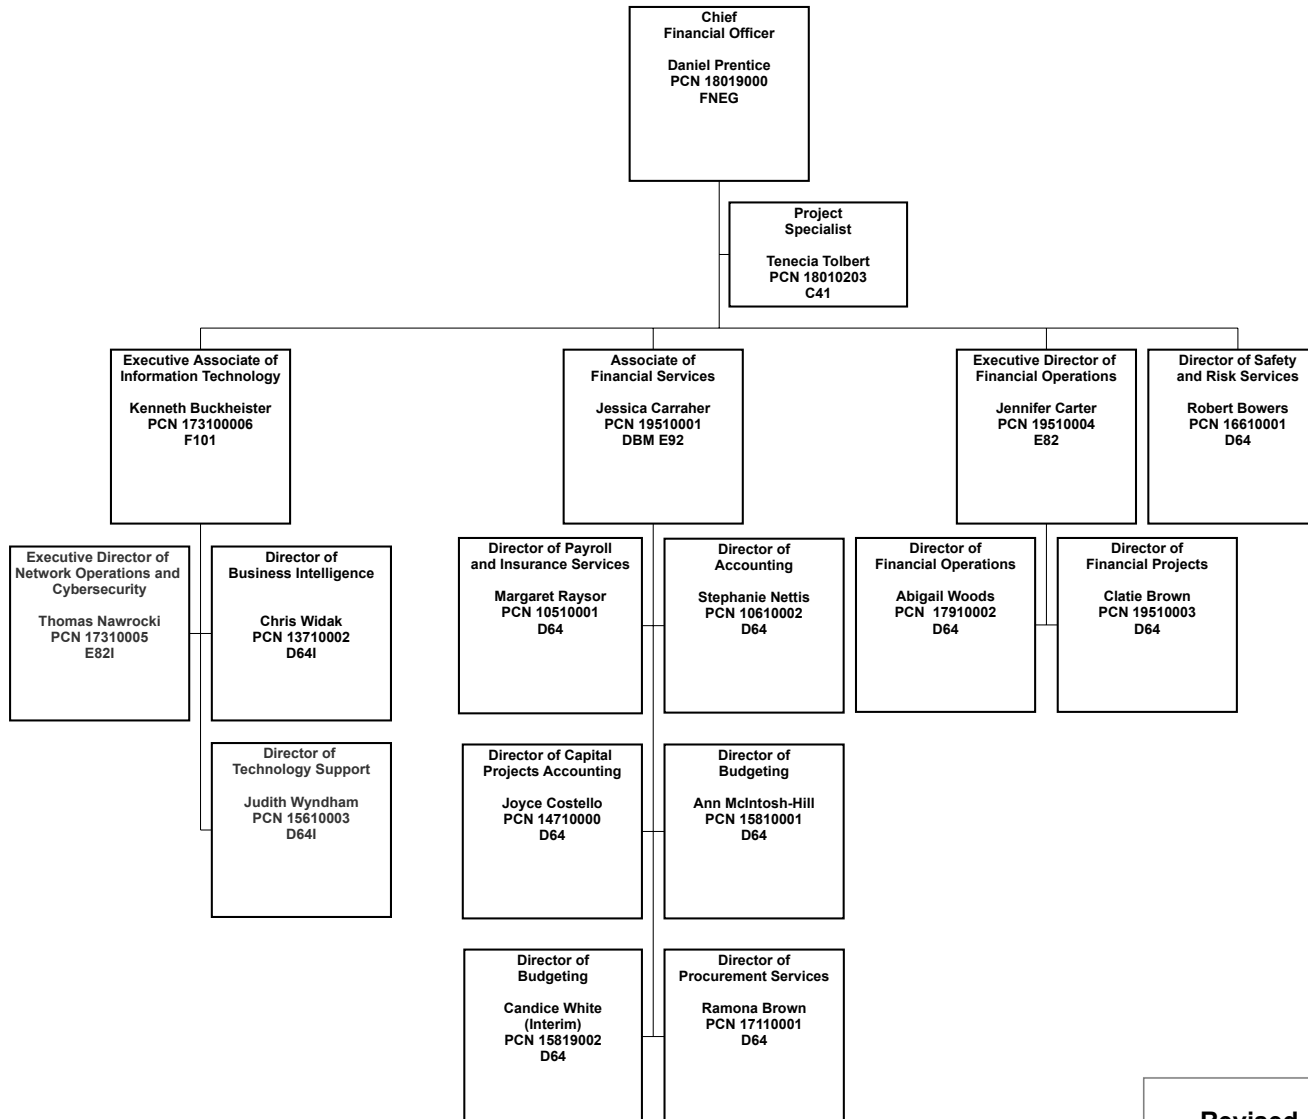 Chief
Financial Officer
Daniel Prentice
PCN 18019000
FNEG
Project
Specialist
Tenecia Tolbert
PCN 18010203
C41
Executive Associate of
Information Technology
Kenneth Buckheister
PCN 173100006
F101
Associate of
Financial Services
Jessica Carraher
PCN 19510001
DBM E92
Executive Director of
Financial Operations
Jennifer Carter
PCN 19510004
E82
Director of Safety
and Risk Services
Robert Bowers
PCN 16610001
D64
Executive Director of
Network Operations and
Cybersecurity
Thomas Nawrocki
PCN 17310005
E82I
Director of
Business Intelligence
Chris Widak
PCN 13710002
D64I
Director of Payroll
and Insurance Services
Margaret Raysor
PCN 10510001
D64
Director of
Accounting
Stephanie Nettis
PCN 10610002
D64
Director of
Financial Operations
Abigail Woods
PCN  17910002
D64
Director of
Financial Projects
Clatie Brown
PCN 19510003
D64
Director of
Technology Support
Judith Wyndham
PCN 15610003
D64I
Director of Capital
Projects Accounting
Joyce Costello
PCN 14710000
D64
Director of
Budgeting
Ann McIntosh-Hill
PCN 15810001
D64
Director of
Budgeting
Candice White
(Interim)
PCN 15819002
D64
Director of
Procurement Services
Ramona Brown
PCN 17110001
D64
Revised